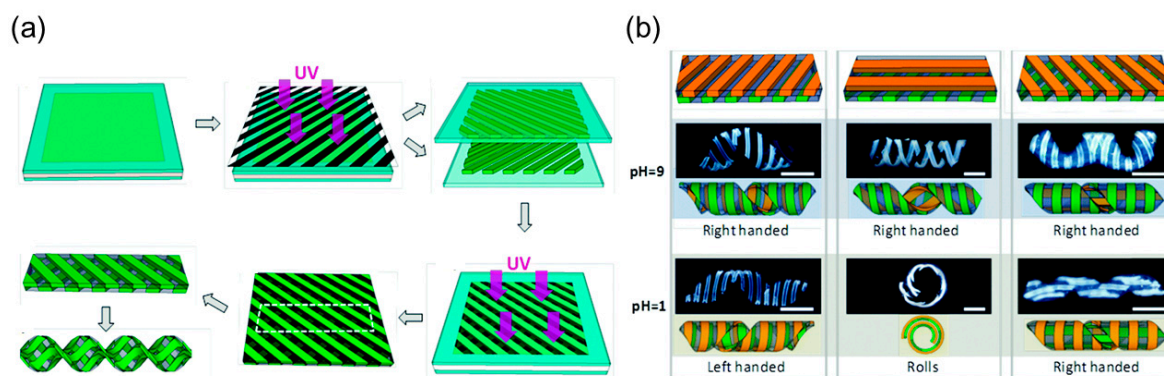 (a)
UV
UV
(b)
pH=9
Right handed
Right handed
Right handed
pH=1
Left handed
Rolls
Right handed